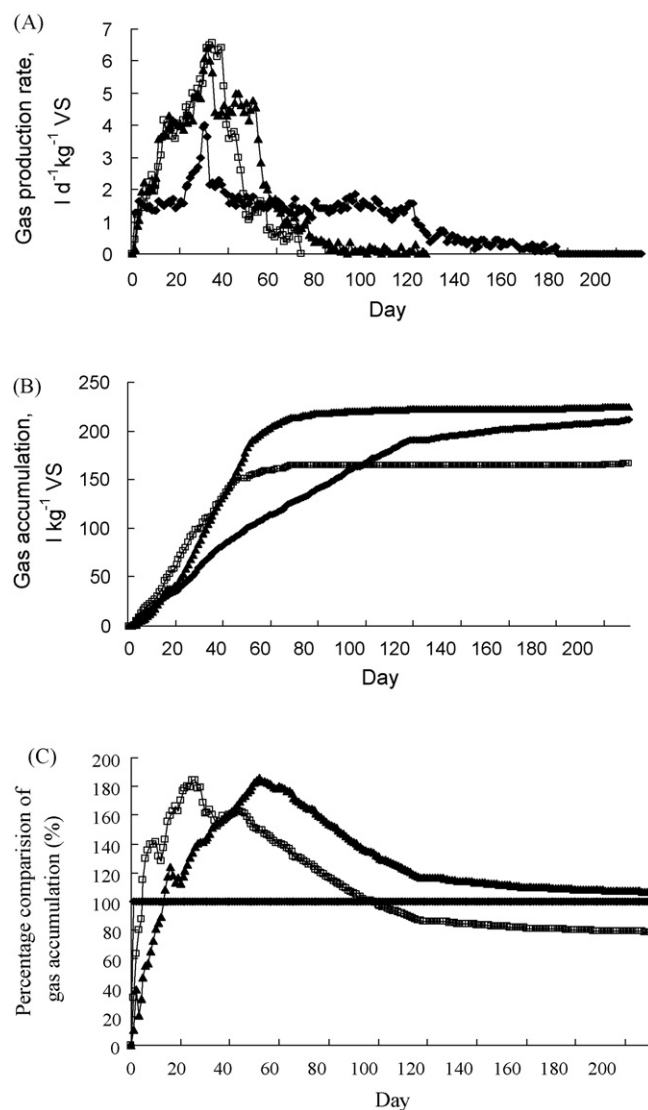 (A)
Gas production rate,
l d-1kg-1 VS
7
6
5
4
3
2
1
0
0 20 40 60 80 100 120 140 160 180 200
Day
(B)
Gas accumulation,
l kg-1 VS
250
200
150
100
50
0
0 20 40 60 80 100 120 140 160 180 200
Day
(C)
Percentage comparision of
gas accumulation (%)
200
180
160
140
120
100
80
60
40
20
0
0 20 40 60 80 100 120 140 160 180 200
Day